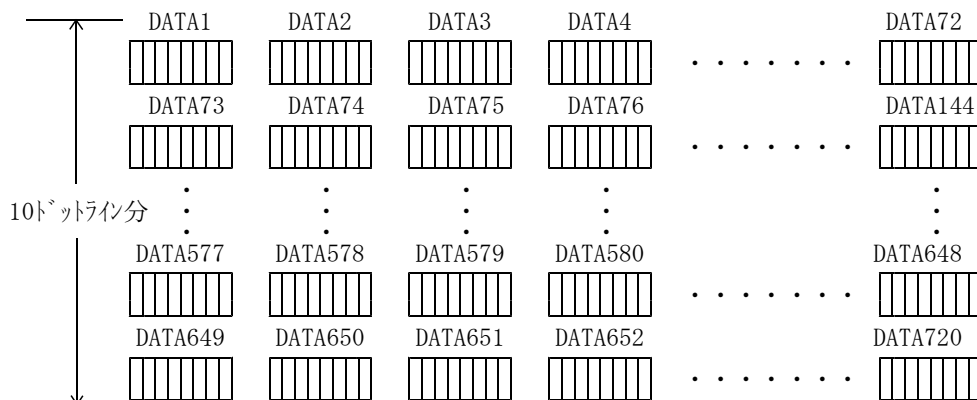 DATA1 DATA2 DATA3 DATA4 DATA72
DATA73 DATA74 DATA75 DATA76 DATA144
10ドットライン分
DATA577 DATA578 DATA579 DATA580 DATA648
DATA649 DATA650 DATA651 DATA652 DATA720